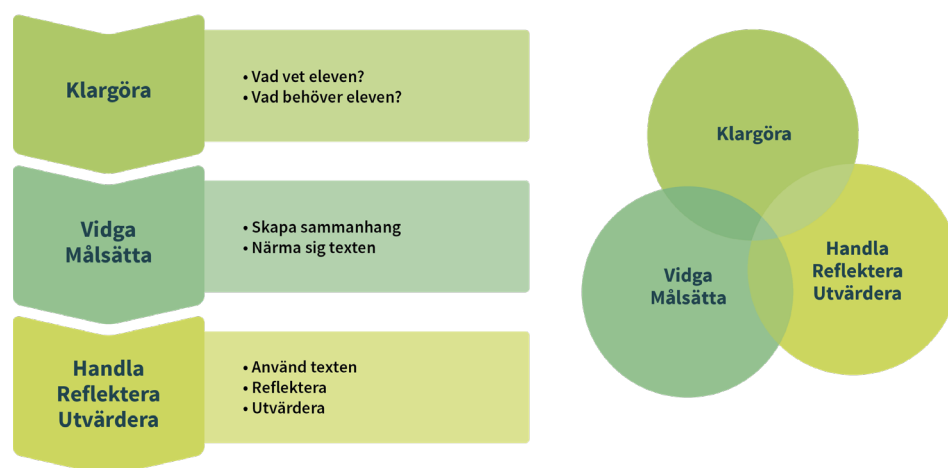 Klargöra
• Vad vet eleven?
• Vad behöver eleven?
Vidga
Målsätta
• Skapa sammanhang
• Närma sig texten
Handla
Reflektera
Utvärdera
• Använd texten
• Reflektera
• Utvärdera
Klargöra
Vidga
Målsätta
Handla
Reflektera
Utvärdera